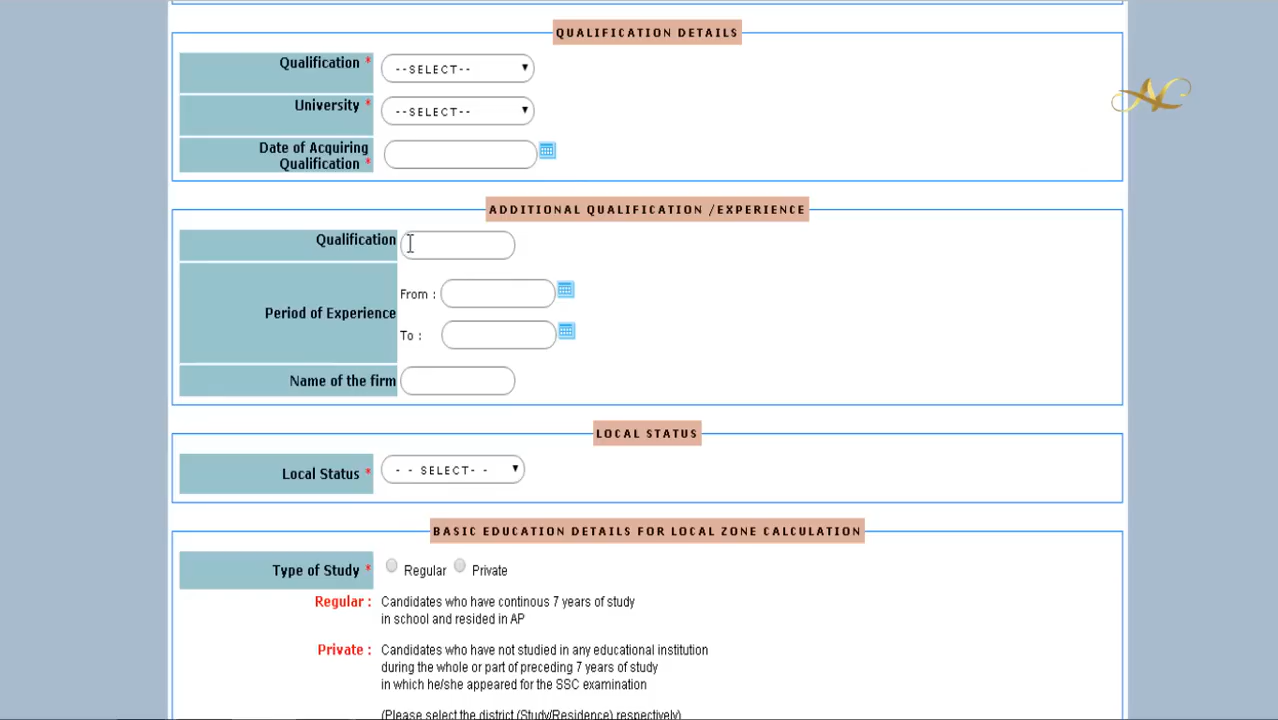 QUALIFICATION DETAILS
Qualification * --SELECT--
University * --SELECT--
Date of Acquiring
Qualification *
ADDITIONAL QUALIFICATION /EXPERIENCE
Qualification
Period of Experience
From :
To :
Name of the firm
LOCAL STATUS
Local Status * - - SELECT- -
BASIC EDUCATION DETAILS FOR LOCAL ZONE CALCULATION
Type of Study * Regular Private
Regular : Candidates who have continous 7 years of study
in school and resided in AP
Private : Candidates who have not studied in any educational institution
during the whole or part of preceding 7 years of study
in which he/she appeared for the SSC examination
(Please select the district (Study/Residence) respectively)